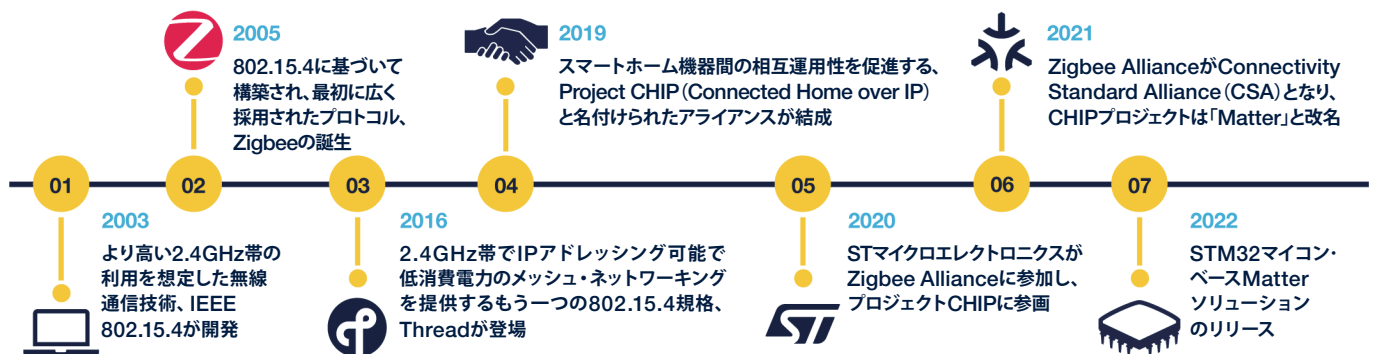 2005
802.15.4に基づいて
構築され、最初に広く
採用されたプロトコル、
Zigbeeの誕生
2019
スマートホーム機器間の相互運用性を促進する、
Project CHIP（Connected Home over IP）
と名付けられたアライアンスが結成
2021
Zigbee AllianceがConnectivity
Standard Alliance（CSA）となり、
CHIPプロジェクトは「Matter」と改名
01
02
03
04
05
06
07
2003
より高い2.4GHz帯の
利用を想定した無線
通信技術、IEEE
802.15.4が開発
2016
2.4GHz帯でIPアドレッシング可能で
低消費電力のメッシュ・ネットワーキング
を提供するもう一つの802.15.4規格、
Threadが登場
2020
STマイクロエレクトロニクスが
Zigbee Allianceに参加し、
プロジェクトCHIPに参画
ST
2022
STM32マイコン・
ベースMatter
ソリューション
のリリース